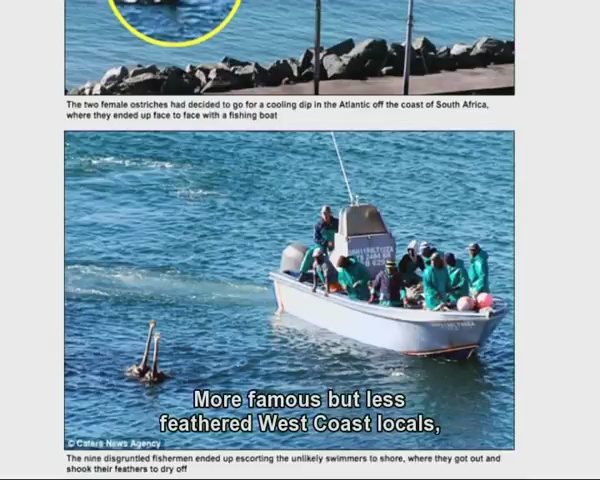 The two female ostriches had decided to go for a cooling dip in the Atlantic off the coast of South Africa,
where they ended up face to face with a fishing boat
More famous but less
feathered West Coast locals,
© Caters News Agency
The nine disgruntled fishermen ended up escorting the unlikely swimmers to shore, where they got out and
shook their feathers to dry off